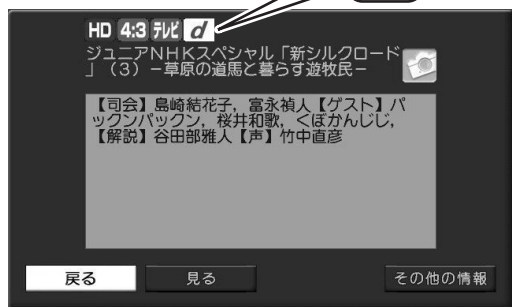 HD 4:3 テレビ d
ジュニアNHKスペシャル「新シルクロード
」（3）－草原の道馬と暮らす遊牧民－
【司会】島崎結花子，富永禎人【ゲスト】パ
ックンパックン，桜井和歌，くぼかんじじ，
【解説】谷田部雅人【声】竹中直彦
戻る
見る
その他の情報